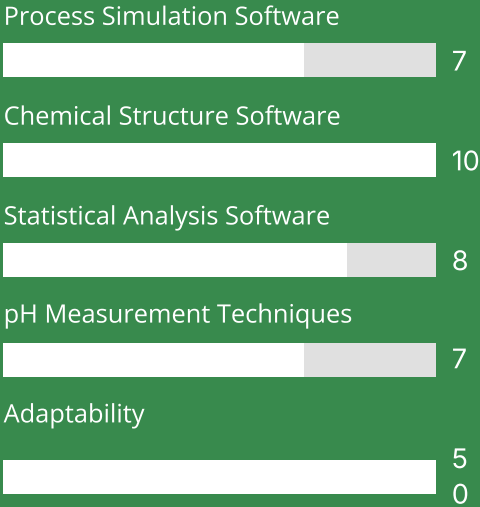 Process Simulation Software
7
Chemical Structure Software
10
Statistical Analysis Software
8
pH Measurement Techniques
7
Adaptability
5
0